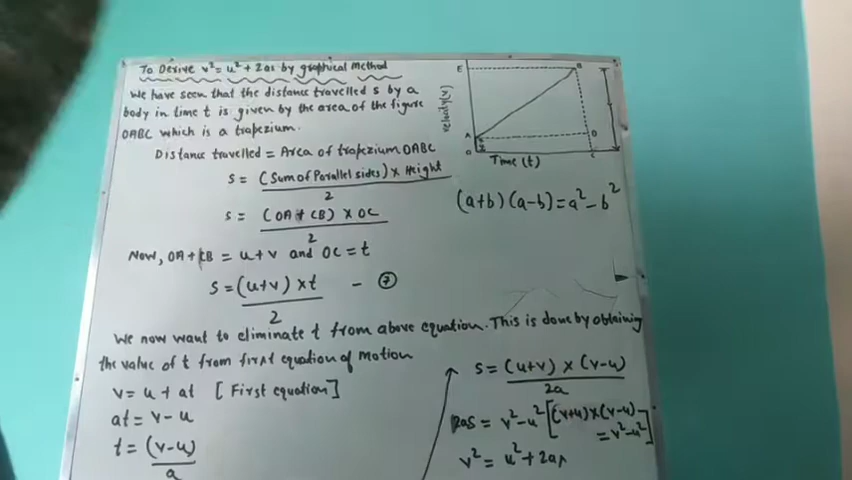 To Derive v² = u² + 2as by graphical Method
We have seen that the distance travelled s by a
body in time t is given by the area of the figure
OABC which is a trapezium.
Distance travelled = Area of trapezium OABC
s = (Sum of Parallel sides) × Height
2
s = (OA + CB) × OC
2
Now, OA + CB = u + v and OC = t
s = (u+v) × t - ⑦
2
We now want to eliminate t from above equation. This is done by obtaining
the value of t from first equation of Motion
v = u + at [First equation]
at = v - u
t = (v-u)
a
E
B
velocity(v)
A
D
O
C
Time (t)
(a+b) (a-b) = a² - b²
s = (u+v) × (v-u)
2a
2as = v² - u² [(v+u)×(v-u)
= v²-u²]
v² = u² + 2as